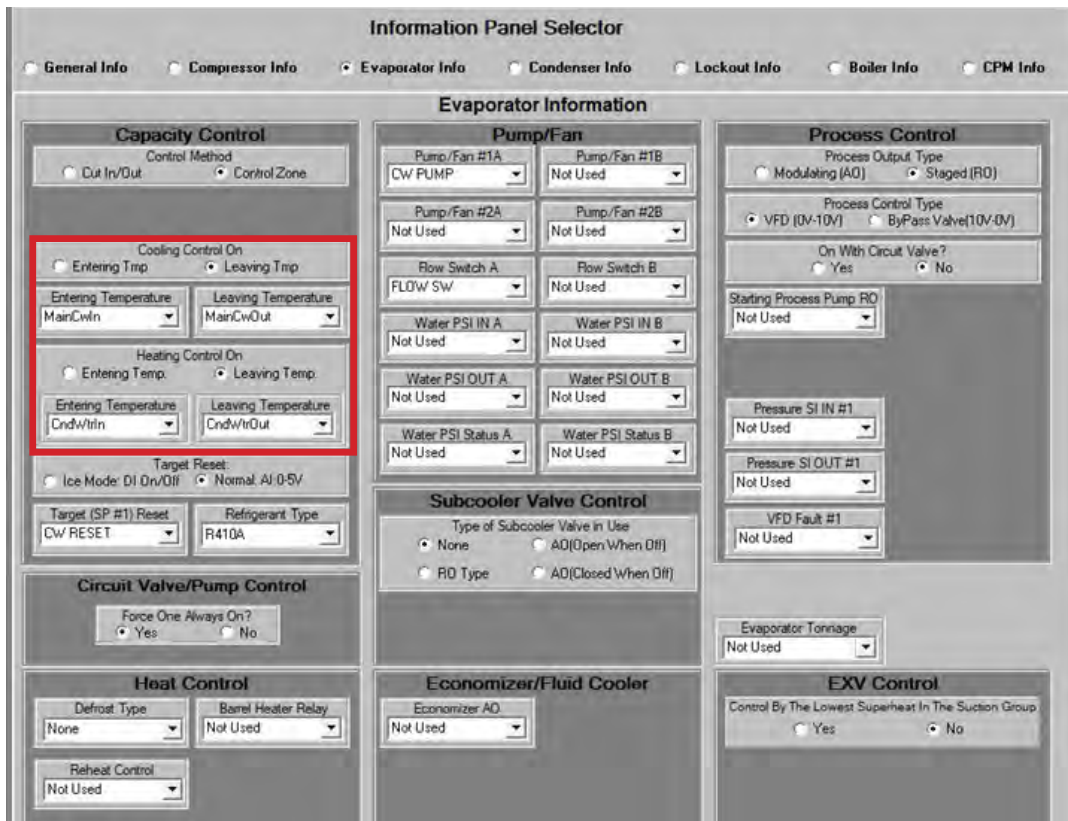 Information Panel Selector
General Info Compressor Info Evaporator Info Condenser Info Lockout Info Boiler Info CPM Info
Evaporator Information
Capacity Control
Control Method
Cut In/Out Control Zone
Cooling Control On
Entering Tmp Leaving Tmp
Entering Temperature Leaving Temperature
MainCwIn MainCwOut
Heating Control On
Entering Temp. Leaving Temp.
Entering Temperature Leaving Temperature
CndWtrIn CndWtrOut
Target Reset:
Ice Mode: DI On/Off Normal: AI:0-5V
Target (SP #1) Reset Refrigerant Type
CW RESET R410A
Circuit Valve/Pump Control
Force One Always On?
Yes No
Heat Control
Defrost Type Barrel Heater Relay
None Not Used
Reheat Control
Not Used
Pump/Fan
Pump/Fan #1A Pump/Fan #1B
CW PUMP Not Used
Pump/Fan #2A Pump/Fan #2B
Not Used Not Used
Flow Switch A Flow Switch B
FLOW SW Not Used
Water PSI IN A Water PSI IN B
Not Used Not Used
Water PSI OUT A Water PSI OUT B
Not Used Not Used
Water PSI Status A Water PSI Status B
Not Used Not Used
Subcooler Valve Control
Type of Subcooler Valve in Use
None AO(Open When Off)
RO Type AO(Closed When Off)
Economizer/Fluid Cooler
Economizer AO
Not Used
Process Control
Process Output Type
Modulating (AO) Staged (RO)
Process Control Type
VFD (0V-10V) ByPass Valve(10V-0V)
On With Circuit Valve?
Yes No
Starting Process Pump RO
Not Used
Pressure SI IN #1
Not Used
Pressure SI OUT #1
Not Used
VFD Fault #1
Not Used
Evaporator Tonnage
Not Used
EXV Control
Control By The Lowest Superheat In The Suction Group
Yes No